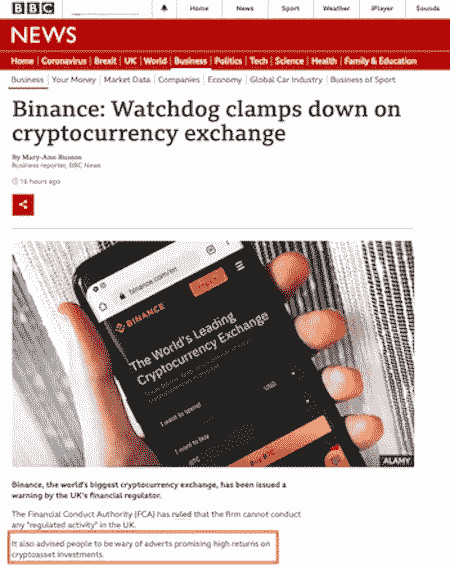 BBC
Home News Sport Weather iPlayer Sounds
NEWS
Home Coronavirus Brexit UK World Business Politics Tech Science Health Family & Education
Business Your Money Market Data Companies Economy Global Car Industry Business of Sport
Binance: Watchdog clamps down on
cryptocurrency exchange
By Mary-Ann Russon
Business reporter, BBC News
16 hours ago
binance.com/en
BINANCE
The World's Leading
Cryptocurrency Exchange
I want to spend
USD
I want to buy
BTC
Buy BTC
ALAMY
Binance, the world's biggest cryptocurrency exchange, has been issued a
warning by the UK's financial regulator.
The Financial Conduct Authority (FCA) has ruled that the firm cannot conduct
any "regulated activity" in the UK.
It also advised people to be wary of adverts promising high returns on
cryptoasset investments.